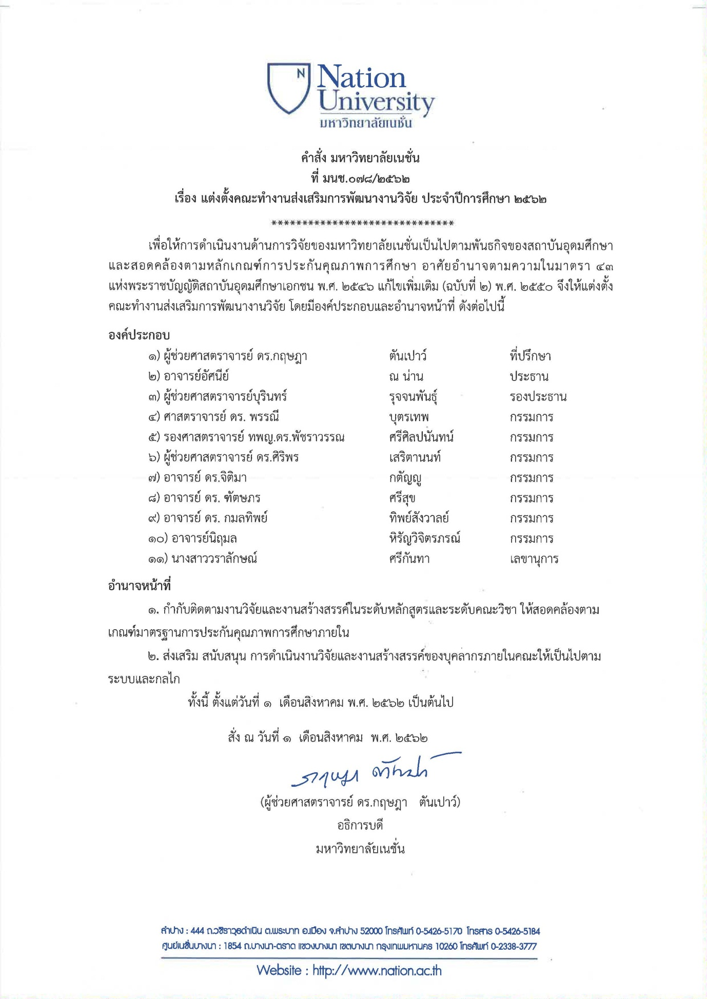 N
Nation
University
มหาวิทยาลัยเนชั่น
คำสั่ง มหาวิทยาลัยเนชั่น
ที่ มนช.๐๗๘/๒๕๖๒
เรื่อง แต่งตั้งคณะทำงานส่งเสริมการพัฒนางานวิจัย ประจำปีการศึกษา ๒๕๖๒
*****************************
เพื่อให้การดำเนินงานด้านการวิจัยของมหาวิทยาลัยเนชั่นเป็นไปตามพันธกิจของสถาบันอุดมศึกษา
และสอดคล้องตามหลักเกณฑ์การประกันคุณภาพการศึกษา อาศัยอำนาจตามความในมาตรา ๔๓
แห่งพระราชบัญญัติสถาบันอุดมศึกษาเอกชน พ.ศ. ๒๕๔๖ แก้ไขเพิ่มเติม (ฉบับที่ ๒) พ.ศ. ๒๕๕๐ จึงให้แต่งตั้ง
คณะทำงานส่งเสริมการพัฒนางานวิจัย โดยมีองค์ประกอบและอำนาจหน้าที่ ดังต่อไปนี้
องค์ประกอบ
๑) ผู้ช่วยศาสตราจารย์ ดร.กฤษฎา ตันเปาว์ ที่ปรึกษา
๒) อาจารย์อัศนีย์ ณ น่าน ประธาน
๓) ผู้ช่วยศาสตราจารย์บุรินทร์ รุจจนพันธุ์ รองประธาน
๔) ศาสตราจารย์ ดร. พรรณี บุตรเทพ กรรมการ
๕) รองศาสตราจารย์ ทพญ.ดร.พัชราวรรณ ศรีศิลปนันทน์ กรรมการ
๖) ผู้ช่วยศาสตราจารย์ ดร.ศิริพร เสริตานนท์ กรรมการ
๗) อาจารย์ ดร.จิติมา กตัญญู กรรมการ
๘) อาจารย์ ดร. ฑัตษภร ศรีสุข กรรมการ
๙) อาจารย์ ดร. กมลทิพย์ ทิพย์สังวาลย์ กรรมการ
๑๐) อาจารย์นิฤมล หิรัญวิจิตรภรณ์ กรรมการ
๑๑) นางสาววราลักษณ์ ศรีกันทา เลขานุการ
อำนาจหน้าที่
๑. กำกับติดตามงานวิจัยและงานสร้างสรรค์ในระดับหลักสูตรและระดับคณะวิชา ให้สอดคล้องตาม
เกณฑ์มาตรฐานการประกันคุณภาพการศึกษาภายใน
๒. ส่งเสริม สนับสนุน การดำเนินงานวิจัยและงานสร้างสรรค์ของบุคลากรภายในคณะให้เป็นไปตาม
ระบบและกลไก
ทั้งนี้ ตั้งแต่วันที่ ๑ เดือนสิงหาคม พ.ศ. ๒๕๖๒ เป็นต้นไป
สั่ง ณ วันที่ ๑ เดือนสิงหาคม พ.ศ. ๒๕๖๒
กฤษฎา ตันเปาว์
(ผู้ช่วยศาสตราจารย์ ดร.กฤษฎา ตันเปาว์)
อธิการบดี
มหาวิทยาลัยเนชั่น
ลำปาง : 444 ถ.วชิราวุธดำเนิน ต.พระบาท อ.เมือง จ.ลำปาง 52000 โทรศัพท์ 0-5426-5170 โทรสาร 0-5426-5184
ศูนย์เนชั่นบางนา : 1854 ถ.บางนา-ตราด แขวงบางนา เขตบางนา กรุงเทพมหานคร 10260 โทรศัพท์ 0-2338-3777
Website : http://www.nation.ac.th